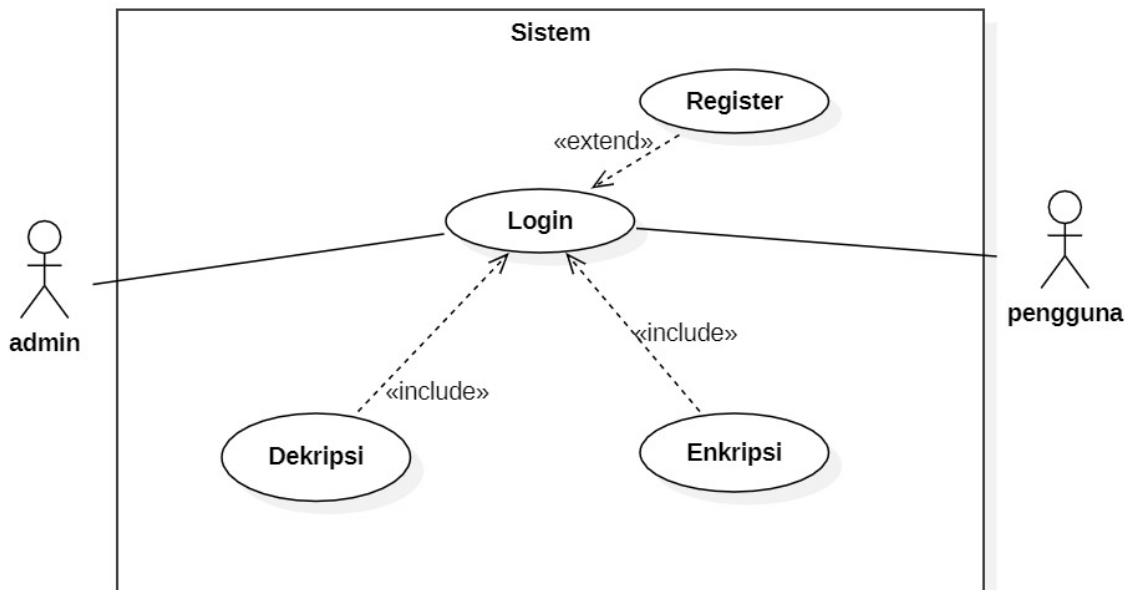 Sistem
Register
«extend»
Login
admin
pengguna
«include»
«include»
Dekripsi
Enkripsi